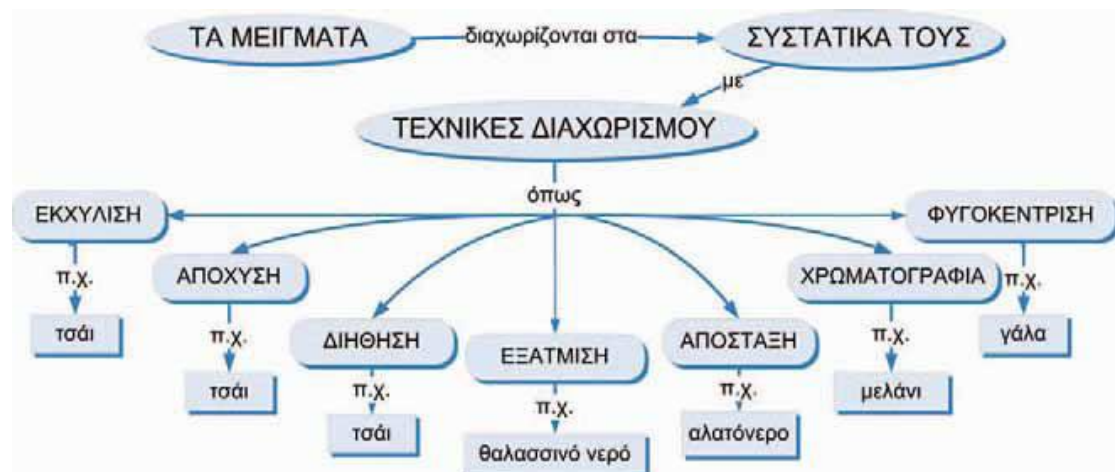 ΤΑ ΜΕΙΓΜΑΤΑ
διαχωρίζονται στα
ΣΥΣΤΑΤΙΚΑ ΤΟΥΣ
με
ΤΕΧΝΙΚΕΣ ΔΙΑΧΩΡΙΣΜΟΥ
όπως
ΕΚΧΥΛΙΣΗ
π.χ.
τσάι
ΑΠΟΧΥΣΗ
π.χ.
τσάι
ΔΙΗΘΗΣΗ
π.χ.
τσάι
ΕΞΑΤΜΙΣΗ
π.χ.
θαλασσινό νερό
ΑΠΟΣΤΑΞΗ
π.χ.
αλατόνερο
ΧΡΩΜΑΤΟΓΡΑΦΙΑ
π.χ.
μελάνι
ΦΥΓΟΚΕΝΤΡΙΣΗ
π.χ.
γάλα